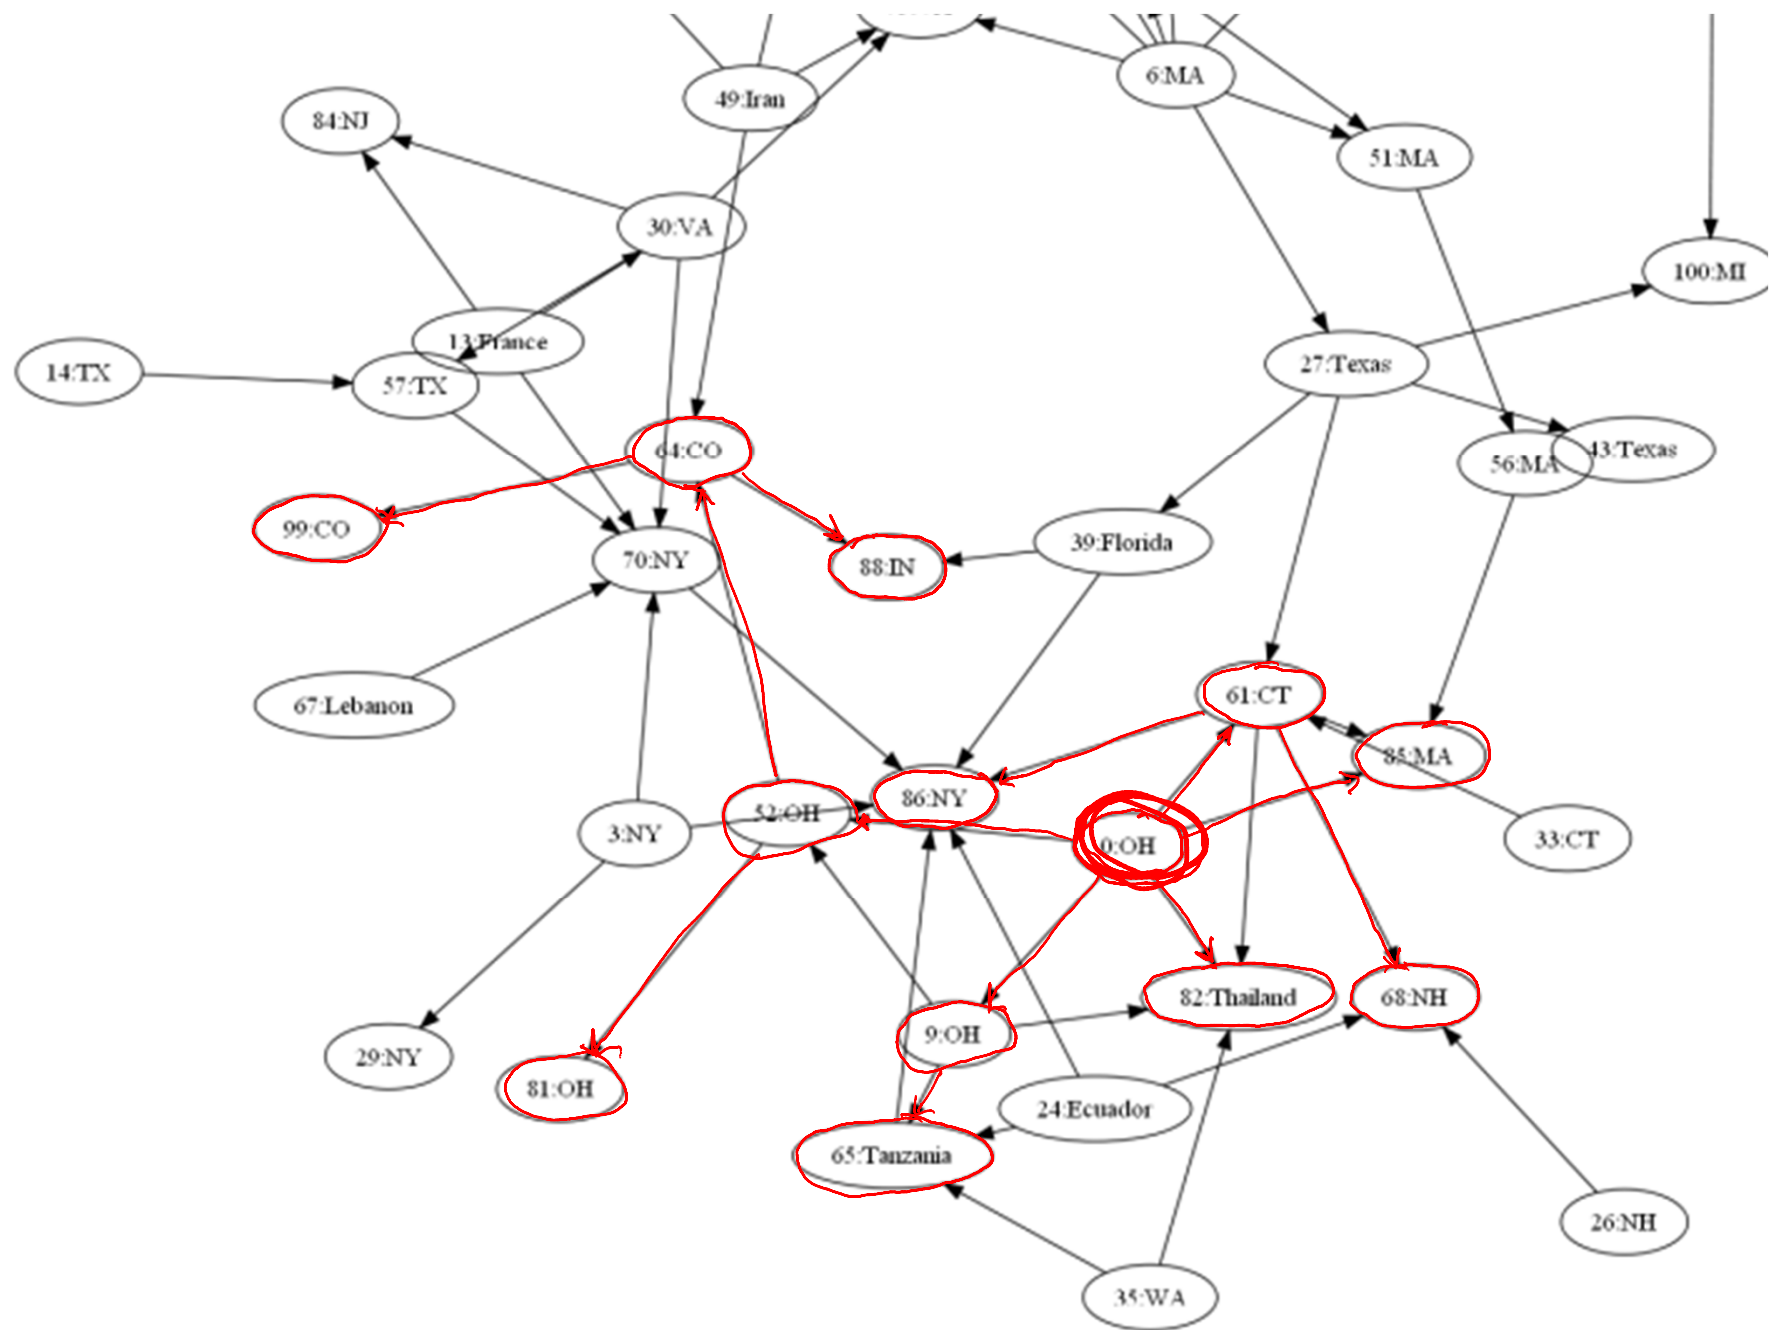 6:MA
49:Iran
84:NJ
51:MA
30:VA
100:MI
13:France
27:Texas
14:TX
57:TX
64:CO
43:Texas
56:MA
99:CO
39:Florida
70:NY
88:IN
61:CT
67:Lebanon
85:MA
86:NY
52:OH
3:NY
0:OH
33:CT
82:Thailand
68:NH
9:OH
29:NY
81:OH
24:Ecuador
65:Tanzania
26:NH
35:WA